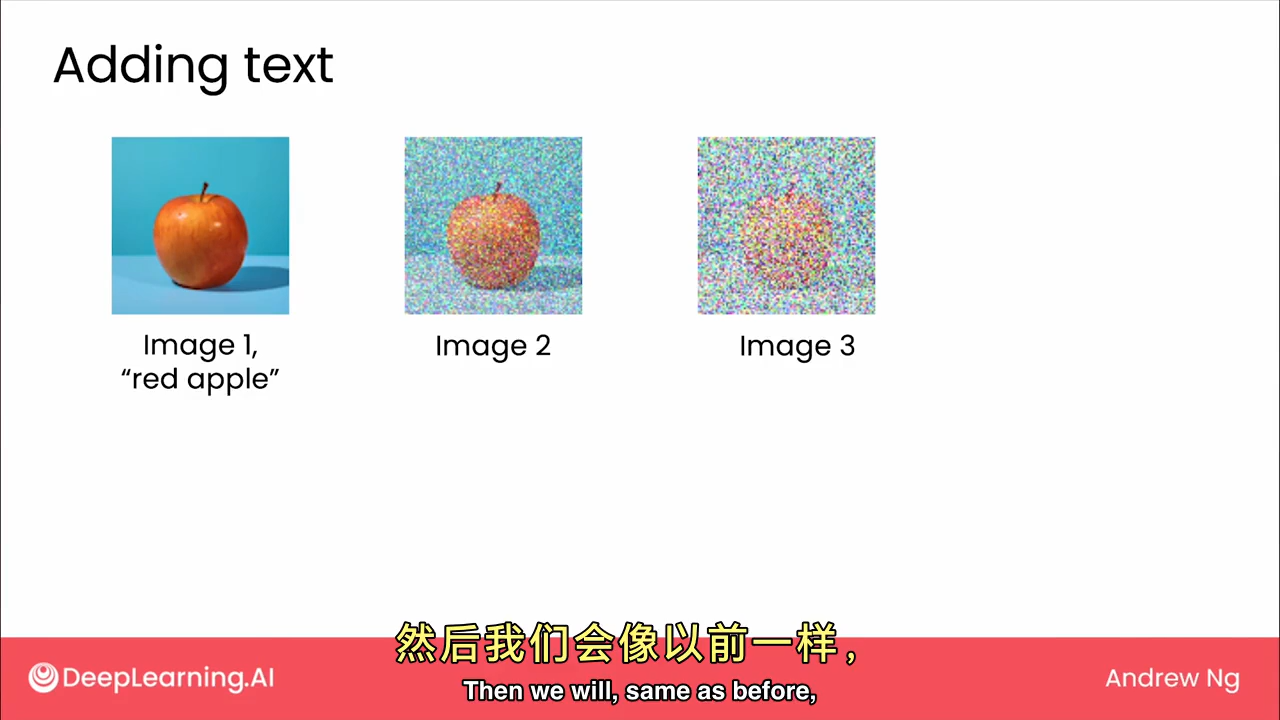 Adding text
Image 1,
“red apple”
Image 2
Image 3
然后我们会像以前一样，
Then we will, same as before,
DeepLearning.AI
Andrew Ng